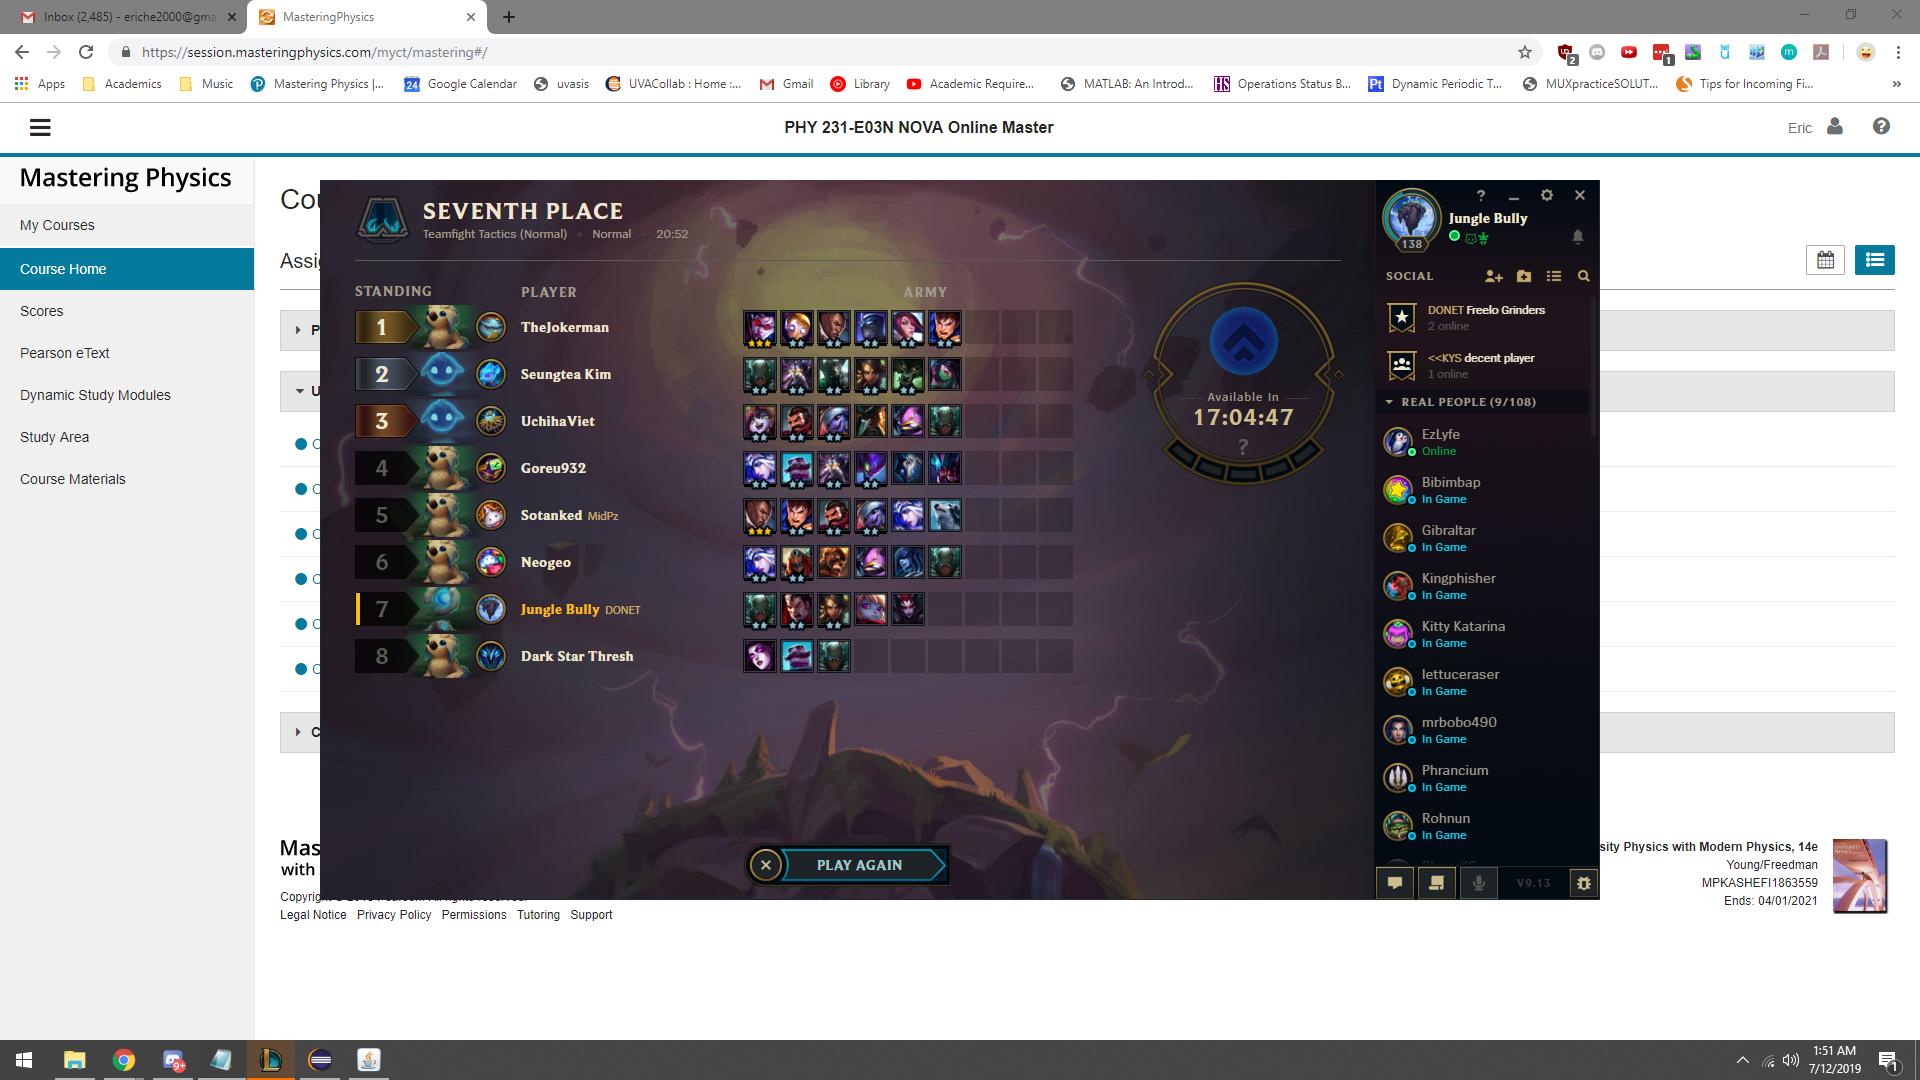 Inbox (2,485) - eriche2000@gma
MasteringPhysics
https://session.masteringphysics.com/myct/mastering#/
2
1
Apps
Academics
Music
Mastering Physics |...
24
Google Calendar
uvasis
UVACollab : Home :...
Gmail
Library
Academic Require...
MATLAB: An Introd...
HS
Operations Status B...
Pt
Dynamic Periodic T...
MUXpracticeSOLUT...
Tips for Incoming Fi...
»
PHY 231-E03N NOVA Online Master
Eric
Mastering Physics
My Courses
Course Home
Scores
Pearson eText
Dynamic Study Modules
Study Area
Course Materials
Cou
Assig
P
U
C
C
C
C
C
C
C
SEVENTH PLACE
Teamfight Tactics (Normal) • Normal • 20:52
STANDING PLAYER ARMY
1 TheJokerman
2 Seungtea Kim
3 UchihaViet
4 Goreu932
5 Sotanked MidPz
6 Neogeo
7 Jungle Bully DONET
8 Dark Star Thresh
Available In
17:04:47
?
PLAY AGAIN
?
Jungle Bully
138
SOCIAL
DONET Freelo Grinders
2 online
<<KYS decent player
1 online
REAL PEOPLE (9/108)
EzLyfe
Online
Bibimbap
In Game
Gibraltar
In Game
Kingphisher
In Game
Kitty Katarina
In Game
lettuceraser
In Game
mrbobo490
In Game
Phrancium
In Game
Rohnun
In Game
V9.13
Mas
with
Legal Notice Privacy Policy Permissions Tutoring Support
sity Physics with Modern Physics, 14e
Young/Freedman
MPKASHEFI1863559
Ends: 04/01/2021
9+
1:51 AM
7/12/2019
1